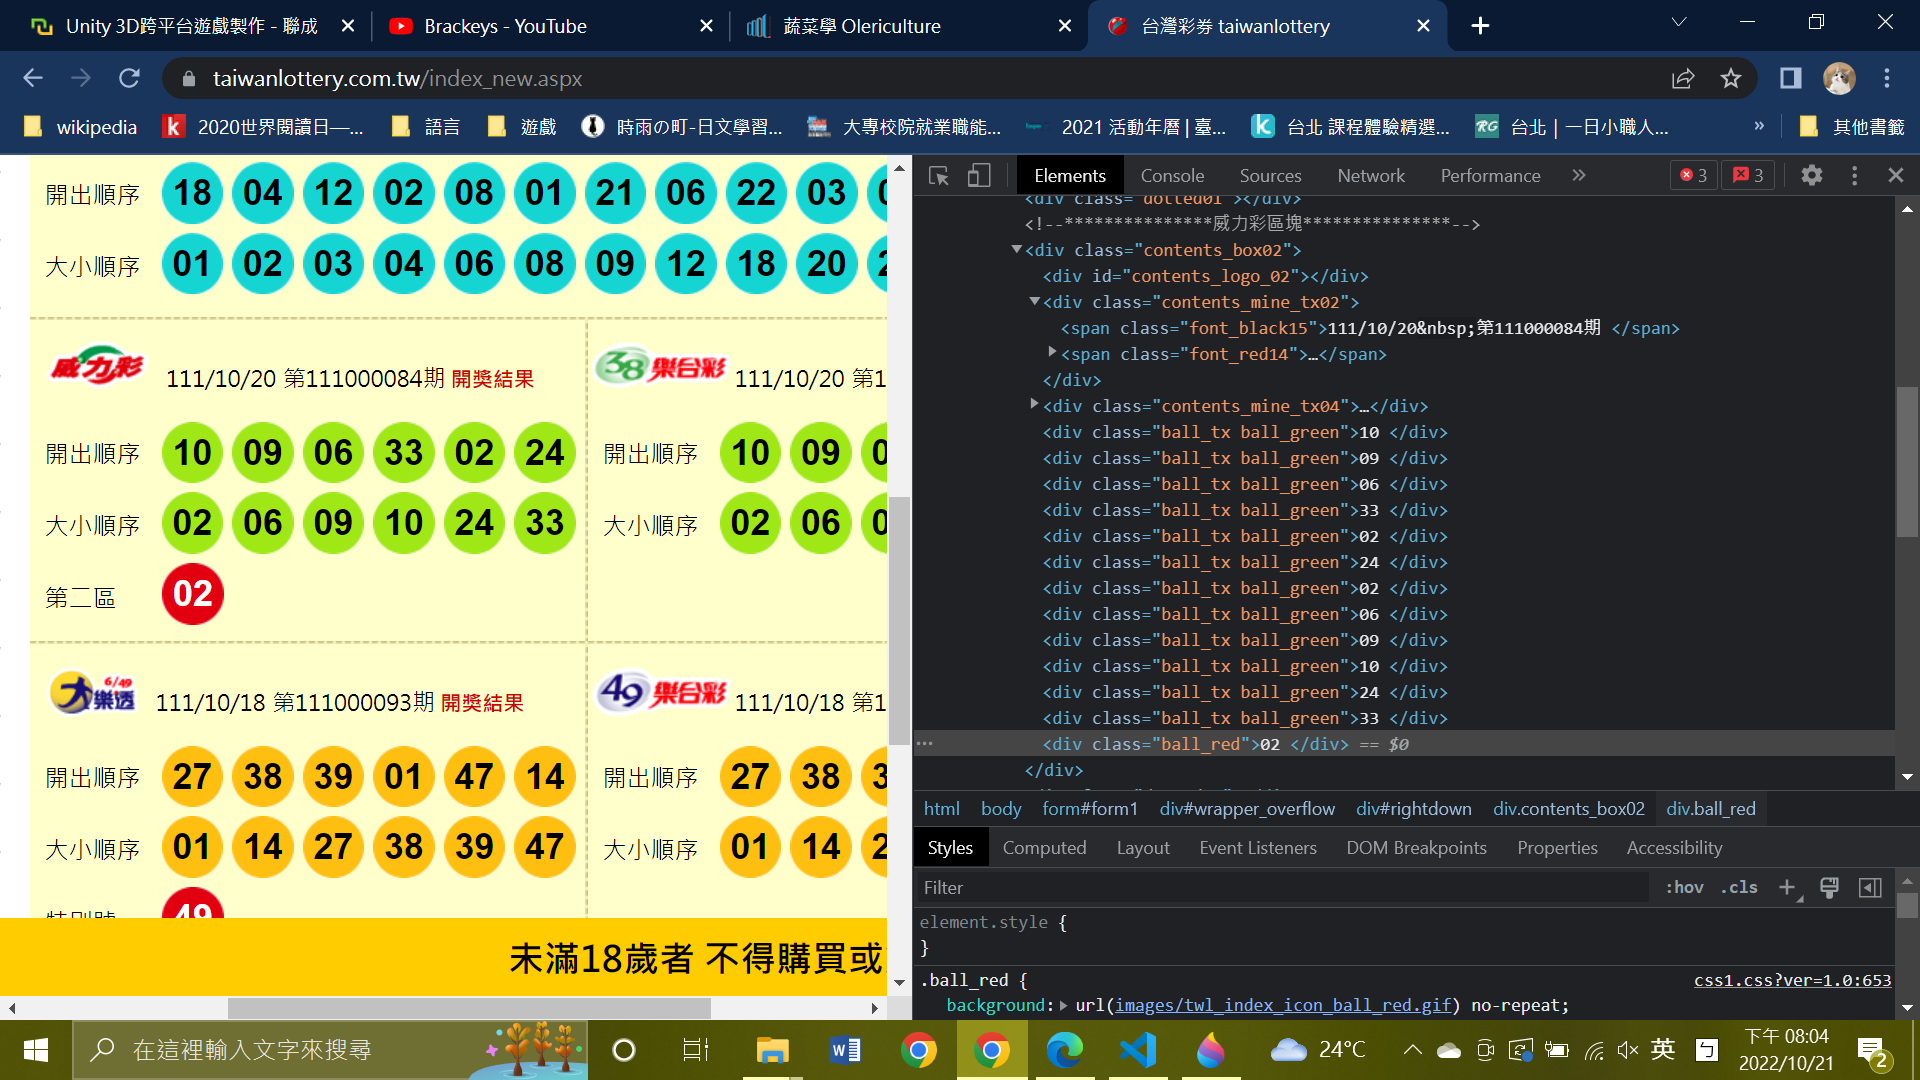 Unity 3D跨平台遊戲製作 - 聯成
Brackeys - YouTube
蔬菜學 Olericulture
台灣彩券 taiwanlottery
taiwanlottery.com.tw/index_new.aspx
wikipedia
2020世界閱讀日—...
語言
遊戲
時雨の町-日文學習...
大專校院就業職能...
2021 活動年曆 | 臺...
台北 課程體驗精選...
RG
台北｜一日小職人...
»
其他書籤
開出順序 18 04 12 02 08 01 21 06 22 03
大小順序 01 02 03 04 06 08 09 12 18 20
威力彩 111/10/20 第111000084期 開獎結果
開出順序 10 09 06 33 02 24
大小順序 02 06 09 10 24 33
第二區 02
38樂合彩 111/10/20 第1
開出順序 10 09
大小順序 02 06
6/49
大樂透 111/10/18 第111000093期 開獎結果
開出順序 27 38 39 01 47 14
大小順序 01 14 27 38 39 47
特別號 49
49樂合彩 111/10/18 第1
開出順序 27 38
大小順序 01 14
未滿18歲者 不得購買或
Elements
Console
Sources
Network
Performance
»
3
3
<div class="dotted01"></div>
<!--***************威力彩區塊***************-->
<div class="contents_box02">
<div id="contents_logo_02"></div>
<div class="contents_mine_tx02">
<span class="font_black15">111/10/20&nbsp;第111000084期 </span>
<span class="font_red14">…</span>
</div>
<div class="contents_mine_tx04">…</div>
<div class="ball_tx ball_green">10 </div>
<div class="ball_tx ball_green">09 </div>
<div class="ball_tx ball_green">06 </div>
<div class="ball_tx ball_green">33 </div>
<div class="ball_tx ball_green">02 </div>
<div class="ball_tx ball_green">24 </div>
<div class="ball_tx ball_green">02 </div>
<div class="ball_tx ball_green">06 </div>
<div class="ball_tx ball_green">09 </div>
<div class="ball_tx ball_green">10 </div>
<div class="ball_tx ball_green">24 </div>
<div class="ball_tx ball_green">33 </div>
<div class="ball_red">02 </div> == $0
</div>
html body form#form1 div#wrapper_overflow div#rightdown div.contents_box02 div.ball_red
Styles
Computed
Layout
Event Listeners
DOM Breakpoints
Properties
Accessibility
Filter
:hov .cls
element.style {
}
.ball_red {
css1.css?ver=1.0:653
background: url(images/twl_index_icon_ball_red.gif) no-repeat;
在這裡輸入文字來搜尋
24°C
英
下午 08:04
2022/10/21
2